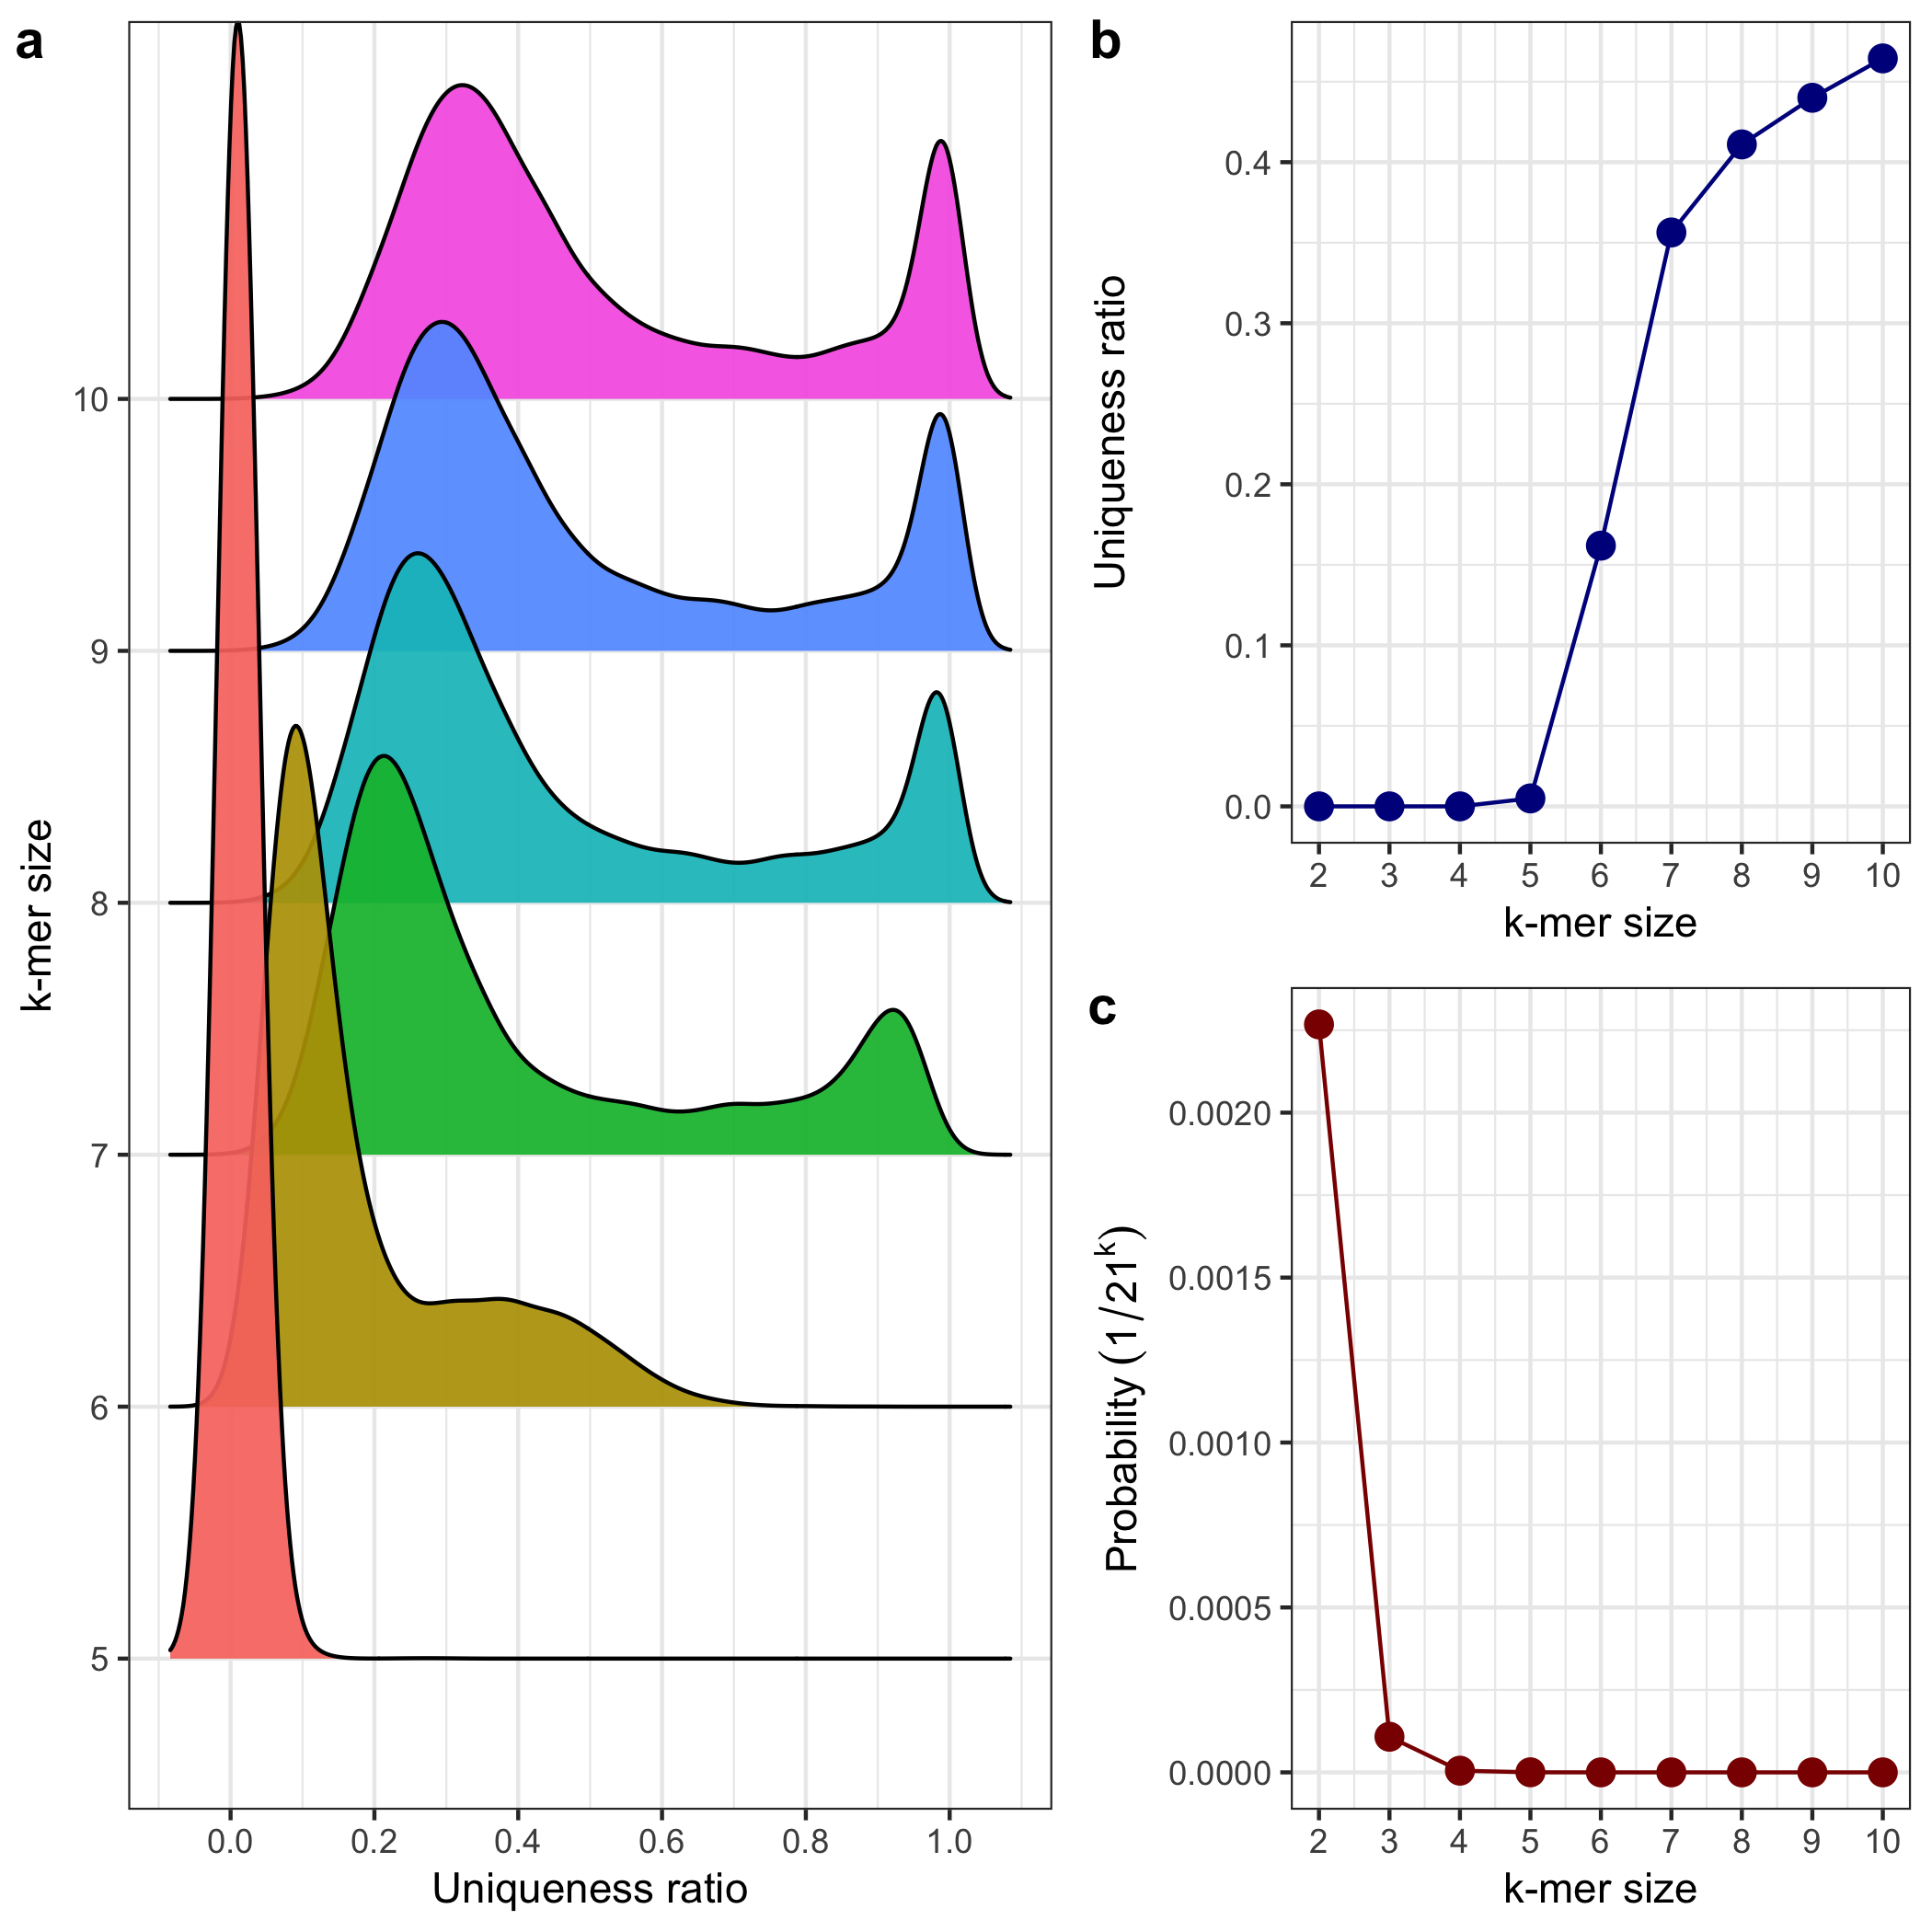 a
10
9
8
7
6
5
k-mer size
0.0 0.2 0.4 0.6 0.8 1.0
Uniqueness ratio
b
0.4
0.3
0.2
0.1
0.0
Uniqueness ratio
2 3 4 5 6 7 8 9 10
k-mer size
c
0.0020
0.0015
0.0010
0.0005
0.0000
Probability (1/21^k)
2 3 4 5 6 7 8 9 10
k-mer size